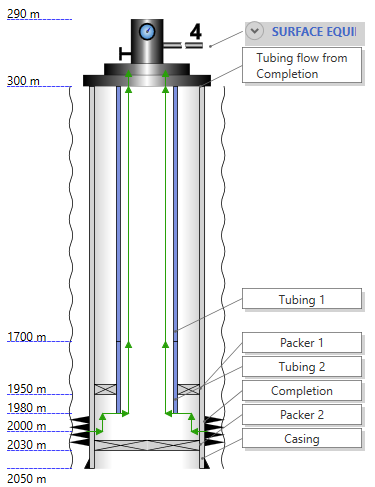 290 m
4
SURFACE EQUI
Tubing flow from
Completion
300 m
Tubing 1
1700 m
Packer 1
Tubing 2
1950 m
Completion
1980 m
Packer 2
2000 m
Casing
2030 m
2050 m